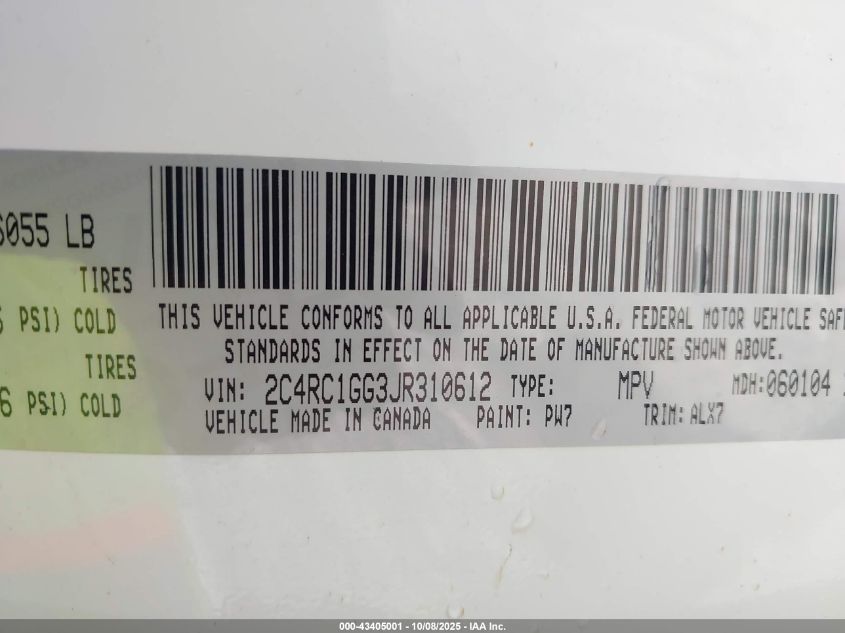 6055 LB
TIRES
PSI) COLD
TIRES
6 PSI) COLD
THIS VEHICLE CONFORMS TO ALL APPLICABLE U.S.A. FEDERAL MOTOR VEHICLE SAFE
STANDARDS IN EFFECT ON THE DATE OF MANUFACTURE SHOWN ABOVE.
VIN: 2C4RC1GG3JR310612 TYPE: MPV MDH: 060104
VEHICLE MADE IN CANADA PAINT: PW7 TRIM: ALX7
000-43405001 - 10/08/2025 - IAA Inc.